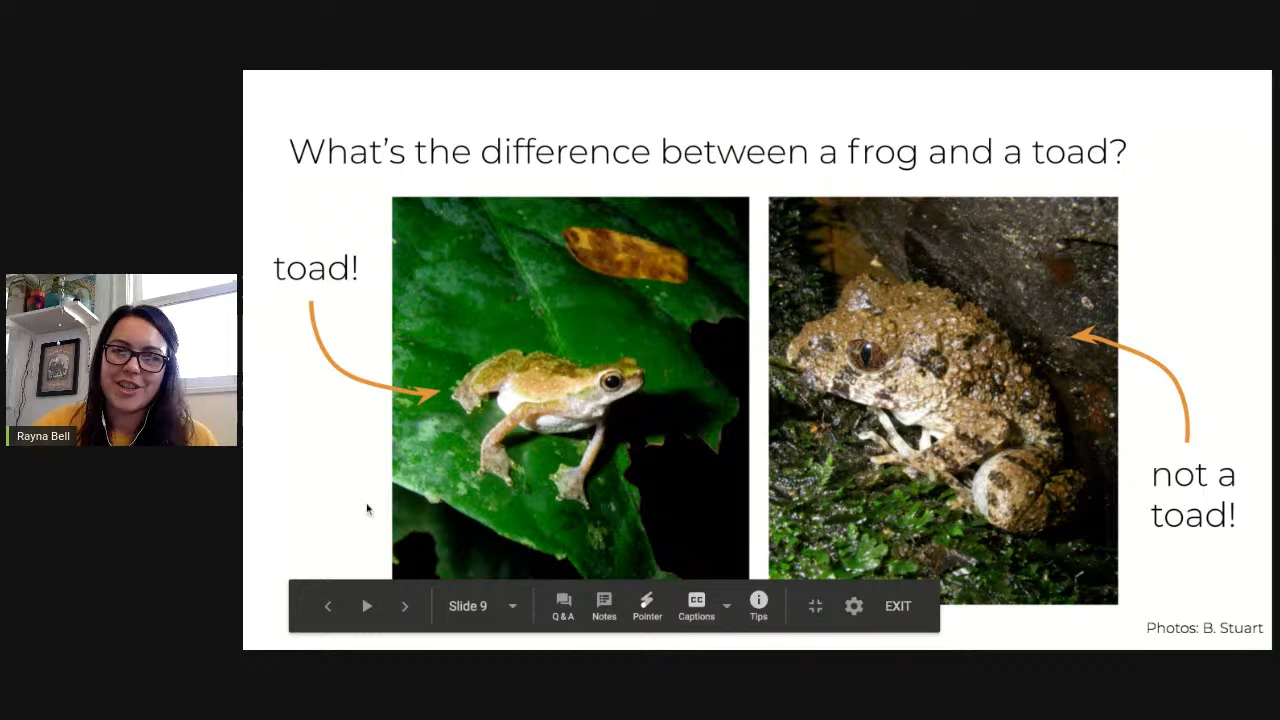 What's the difference between a frog and a toad?
toad!
Rayna Bell
not a
toad!
Slide 9
Q & A
Notes
Pointer
CC
Captions
Tips
EXIT
Photos: B. Stuart